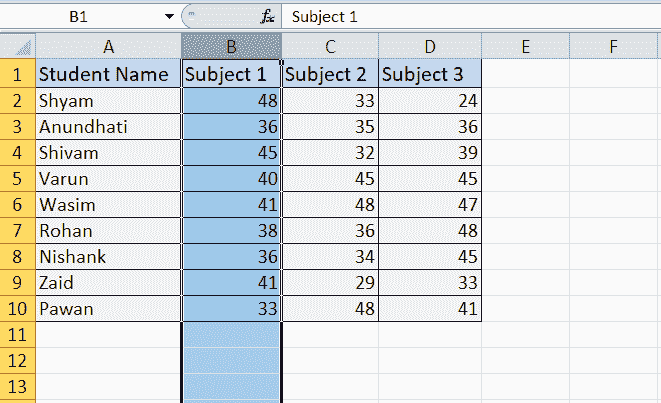 B1 fx Subject 1
A B C D E F
1 Student Name Subject 1 Subject 2 Subject 3
2 Shyam 48 33 24
3 Anundhati 36 35 36
4 Shivam 45 32 39
5 Varun 40 45 45
6 Wasim 41 48 47
7 Rohan 38 36 48
8 Nishank 36 34 45
9 Zaid 41 29 33
10 Pawan 33 48 41
11
12
13